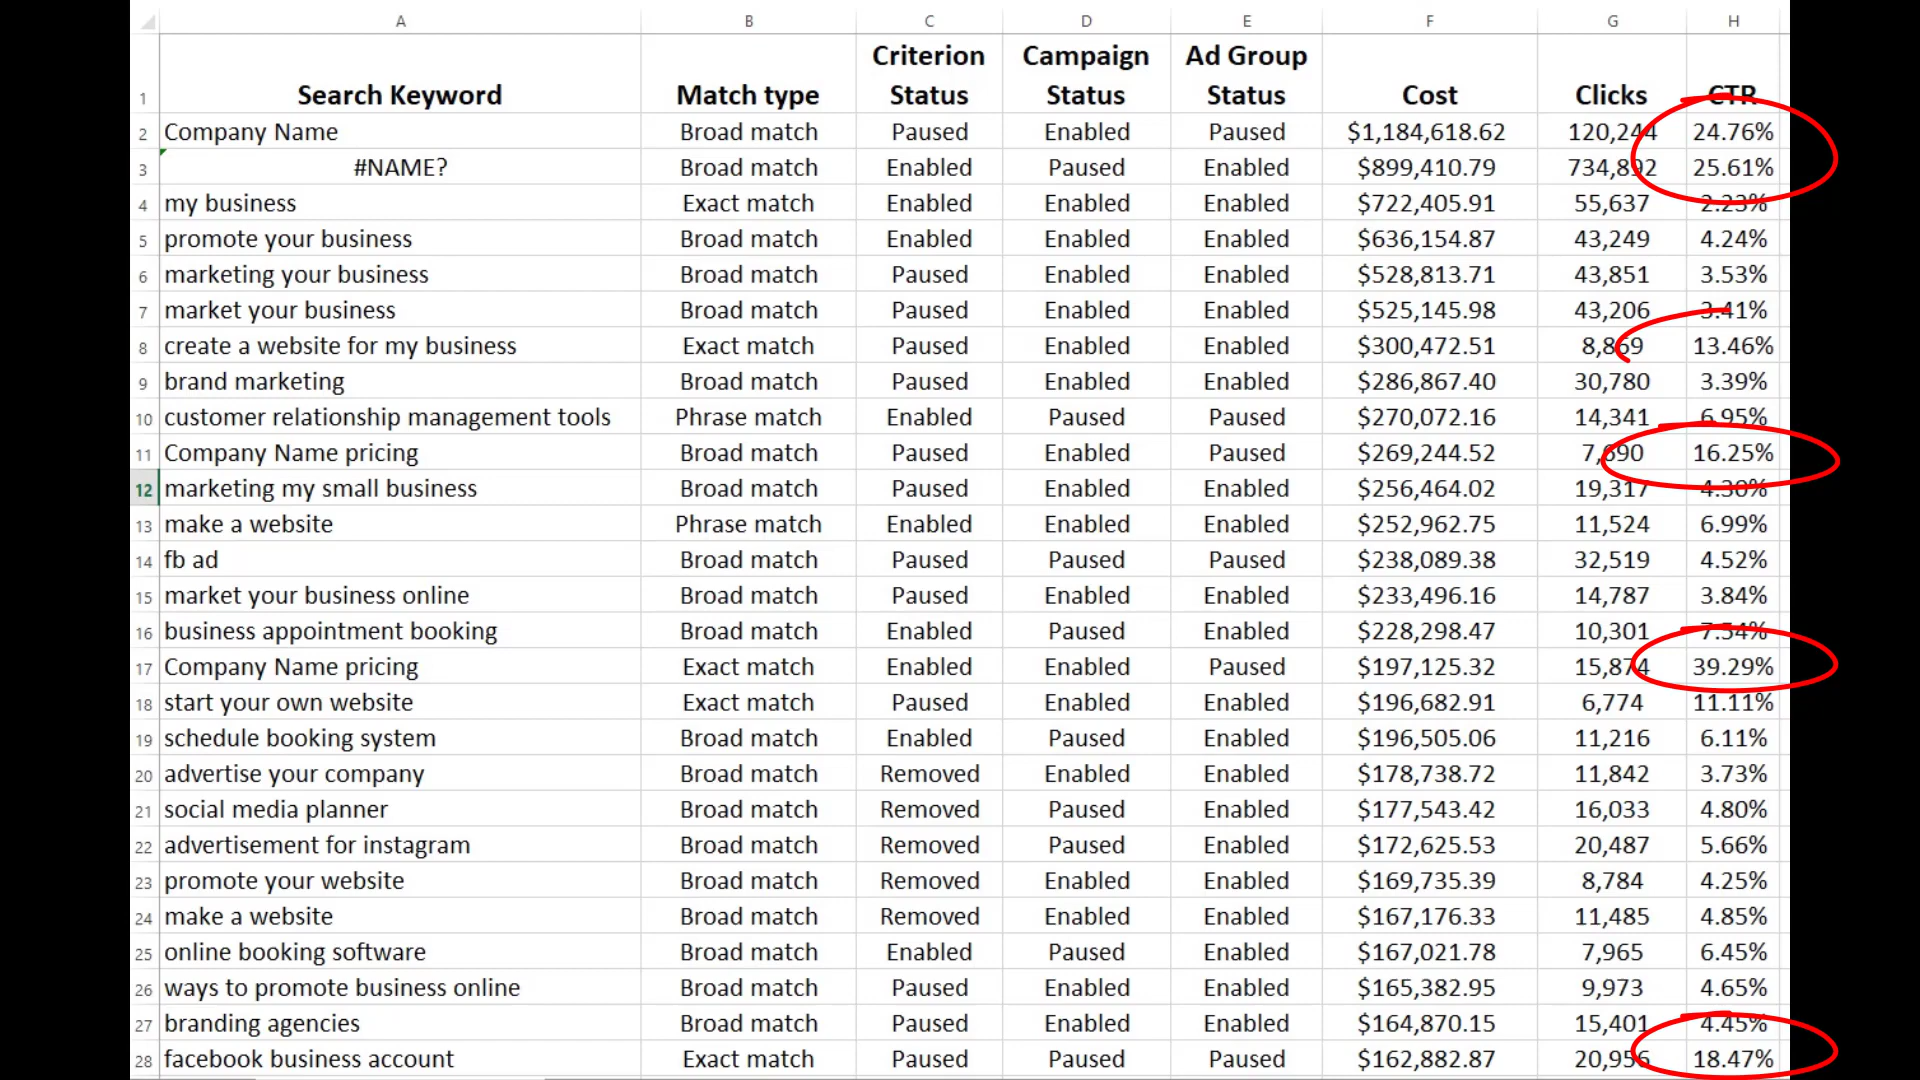 A B C D E F G H
1 Search Keyword Match type Criterion Status Campaign Status Ad Group Status Cost Clicks CTR
2 Company Name Broad match Paused Enabled Paused $1,184,618.62 120,244 24.76%
3 #NAME? Broad match Enabled Paused Enabled $899,410.79 734,892 25.61%
4 my business Exact match Enabled Enabled Enabled $722,405.91 55,637 2.23%
5 promote your business Broad match Enabled Enabled Enabled $636,154.87 43,249 4.24%
6 marketing your business Broad match Paused Enabled Enabled $528,813.71 43,851 3.53%
7 market your business Broad match Paused Enabled Enabled $525,145.98 43,206 3.41%
8 create a website for my business Exact match Paused Enabled Enabled $300,472.51 8,869 13.46%
9 brand marketing Broad match Paused Enabled Enabled $286,867.40 30,780 3.39%
10 customer relationship management tools Phrase match Enabled Paused Paused $270,072.16 14,341 6.95%
11 Company Name pricing Broad match Paused Enabled Paused $269,244.52 7,690 16.25%
12 marketing my small business Broad match Paused Enabled Enabled $256,464.02 19,317 4.30%
13 make a website Phrase match Enabled Enabled Enabled $252,962.75 11,524 6.99%
14 fb ad Broad match Paused Paused Paused $238,089.38 32,519 4.52%
15 market your business online Broad match Paused Enabled Enabled $233,496.16 14,787 3.84%
16 business appointment booking Broad match Enabled Paused Enabled $228,298.47 10,301 7.54%
17 Company Name pricing Exact match Enabled Enabled Paused $197,125.32 15,874 39.29%
18 start your own website Exact match Paused Enabled Enabled $196,682.91 6,774 11.11%
19 schedule booking system Broad match Enabled Paused Enabled $196,505.06 11,216 6.11%
20 advertise your company Broad match Removed Enabled Enabled $178,738.72 11,842 3.73%
21 social media planner Broad match Removed Paused Enabled $177,543.42 16,033 4.80%
22 advertisement for instagram Broad match Removed Paused Enabled $172,625.53 20,487 5.66%
23 promote your website Broad match Removed Enabled Enabled $169,735.39 8,784 4.25%
24 make a website Broad match Removed Enabled Enabled $167,176.33 11,485 4.85%
25 online booking software Broad match Enabled Paused Enabled $167,021.78 7,965 6.45%
26 ways to promote business online Broad match Paused Enabled Enabled $165,382.95 9,973 4.65%
27 branding agencies Broad match Paused Enabled Enabled $164,870.15 15,401 4.45%
28 facebook business account Exact match Paused Paused Paused $162,882.87 20,956 18.47%